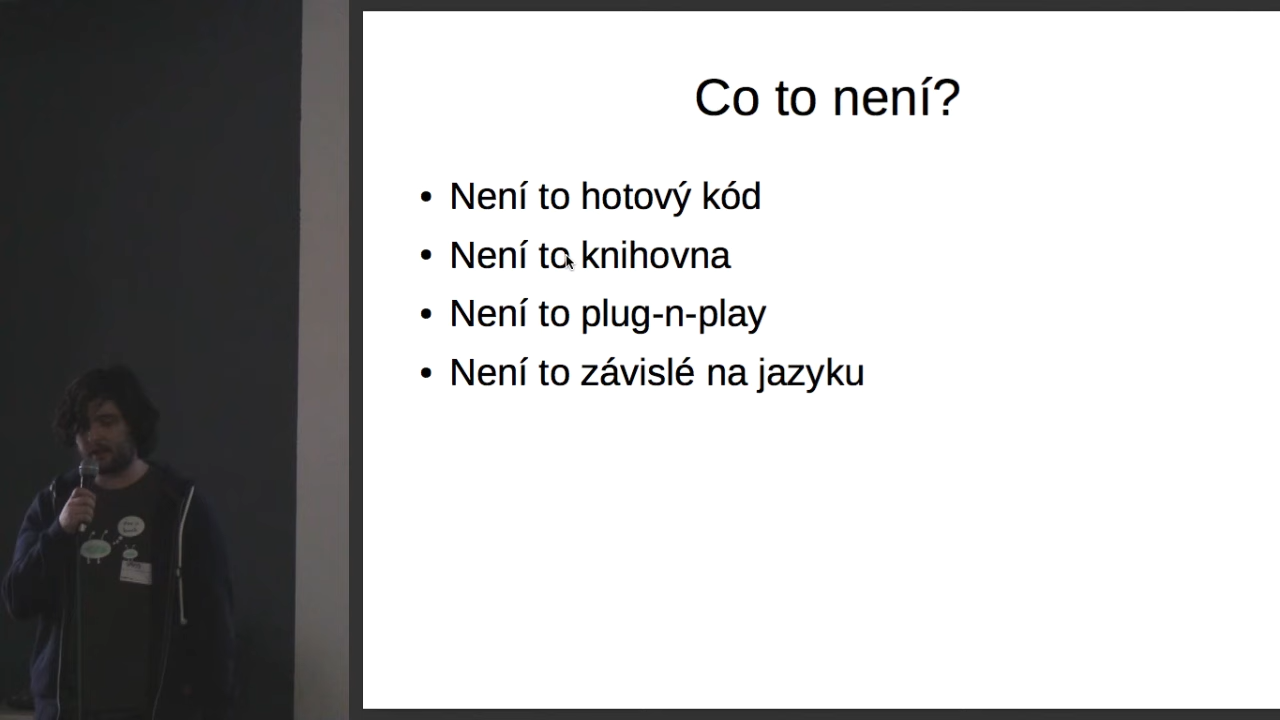 Co to není?
• Není to hotový kód
• Není to knihovna
• Není to plug-n-play
• Není to závislé na jazyku